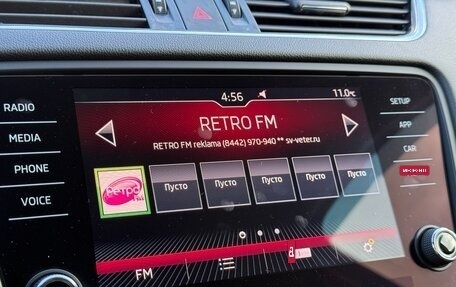 4:56
11.0°C
RADIO
MEDIA
PHONE
VOICE
SETUP
APP
CAR
RETRO FM
RETRO FM reklama (8442) 970-940 ** sv-veter.ru
Ретро
Пусто Пусто Пусто Пусто Пусто
FM